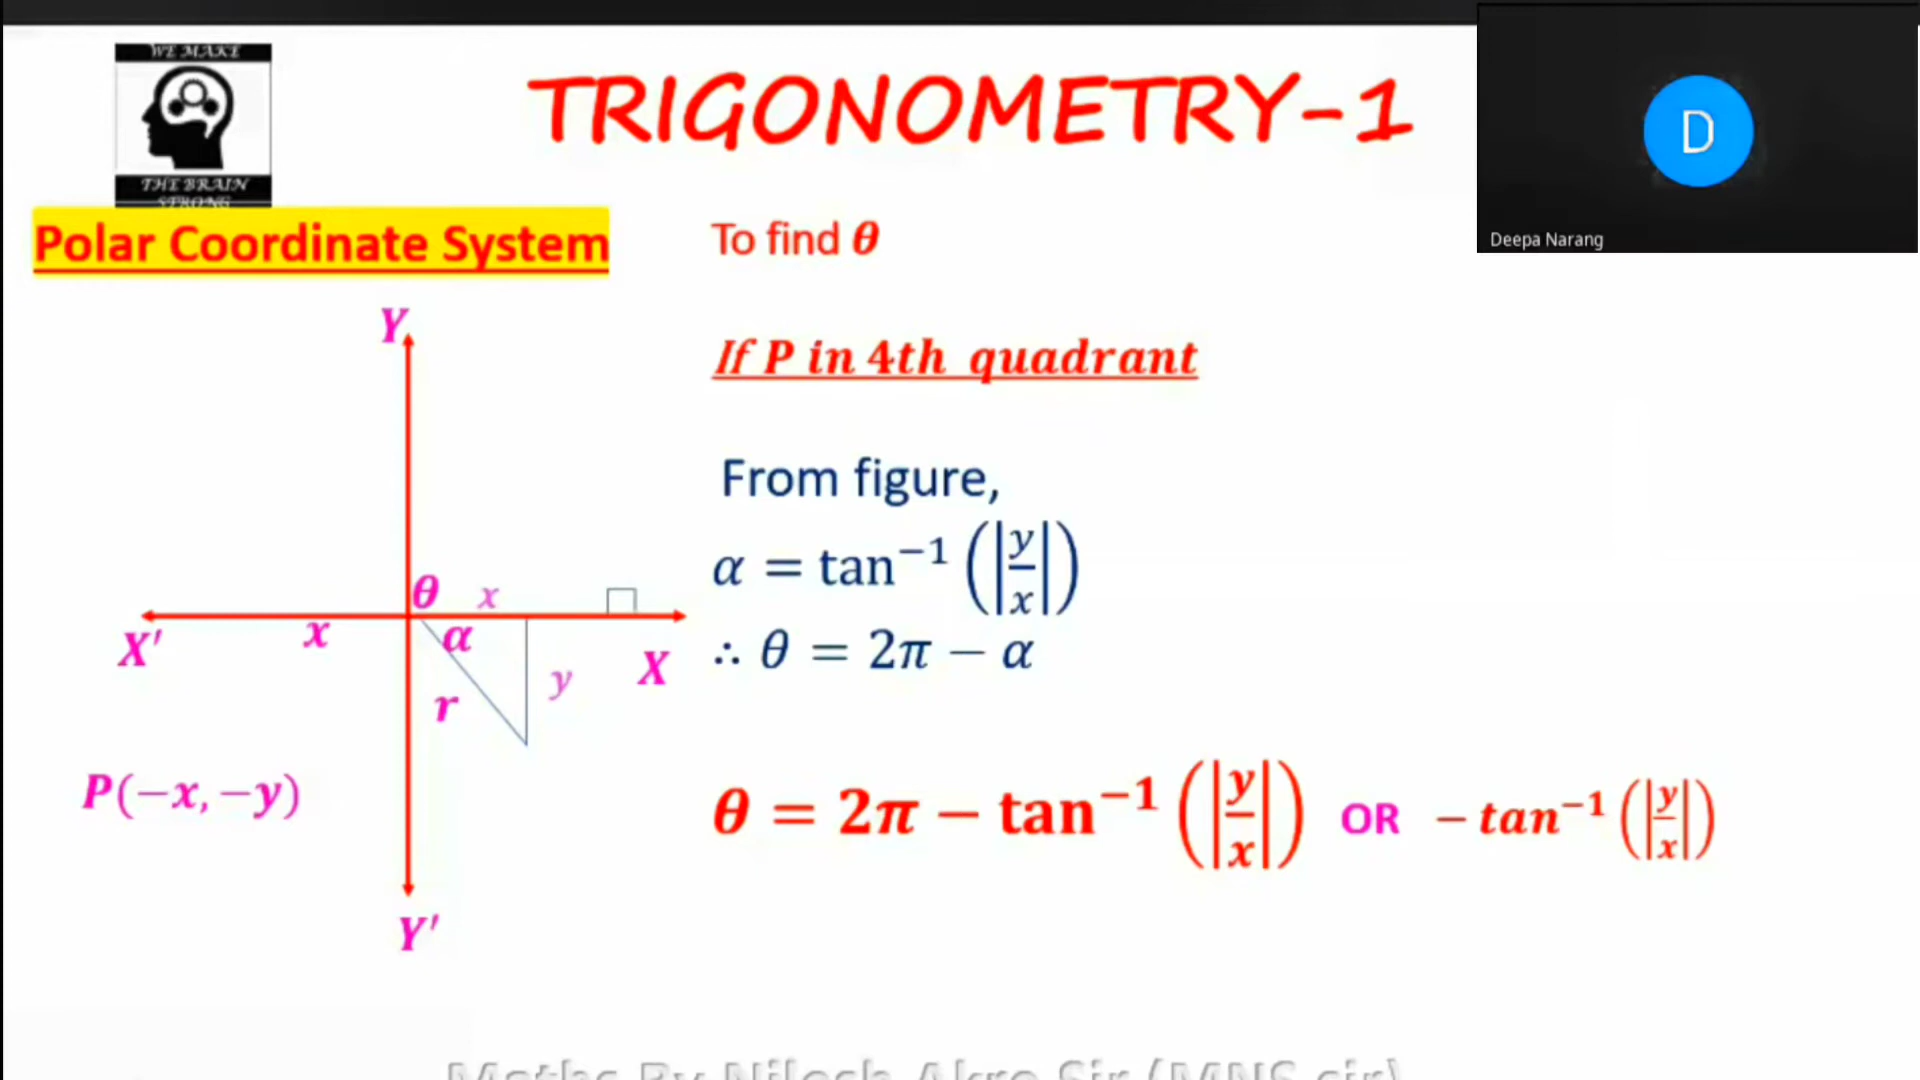 WE MAKE
THE BRAIN
STRONG
TRIGONOMETRY-1
D
Deepa Narang
Polar Coordinate System
To find θ
If P in 4th quadrant
From figure,
α = tan⁻¹ (|y/x|)
∴ θ = 2π − α
θ = 2π − tan⁻¹ (|y/x|) OR − tan⁻¹ (|y/x|)
Y
θ x
X' x α
X
r y
P(−x, −y)
Y'
Maths By Nilesh Akre Sir (MNS sir)